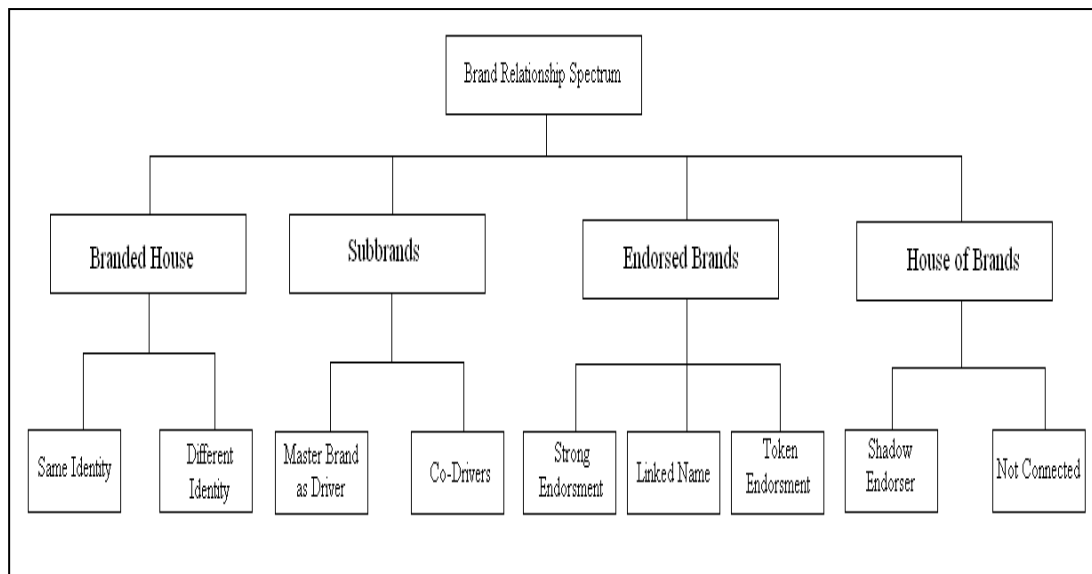 Brand Relationship Spectrum
Branded House
Subbrands
Endorsed Brands
House of Brands
Same Identity
Different
Identity
Master Brand
as Driver
Co-Drivers
Strong
Endorsment
Linked Name
Token
Endorsment
Shadow
Endorser
Not Connected